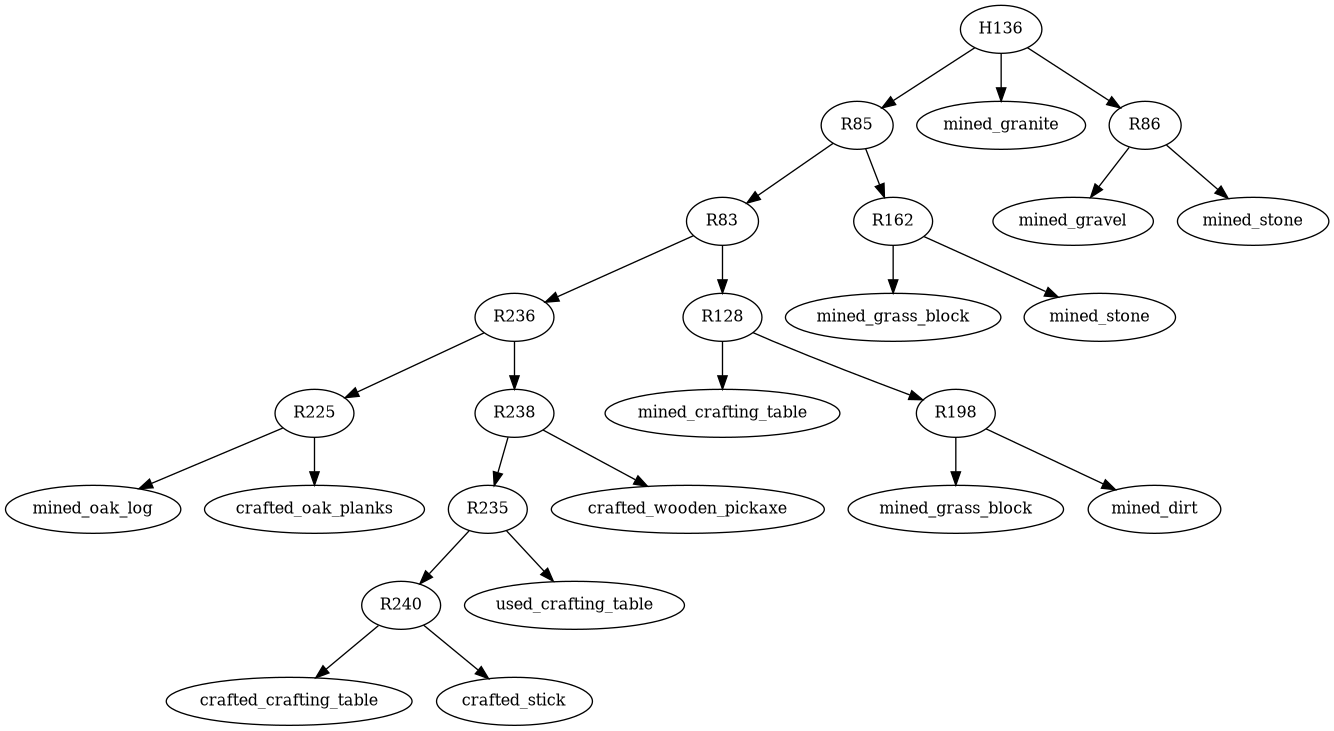 H136
R85
mined_granite
R86
R83
R162
mined_gravel
mined_stone
R236
R128
mined_grass_block
mined_stone
R225
R238
mined_crafting_table
R198
mined_oak_log
crafted_oak_planks
R235
crafted_wooden_pickaxe
mined_grass_block
mined_dirt
R240
used_crafting_table
crafted_crafting_table
crafted_stick